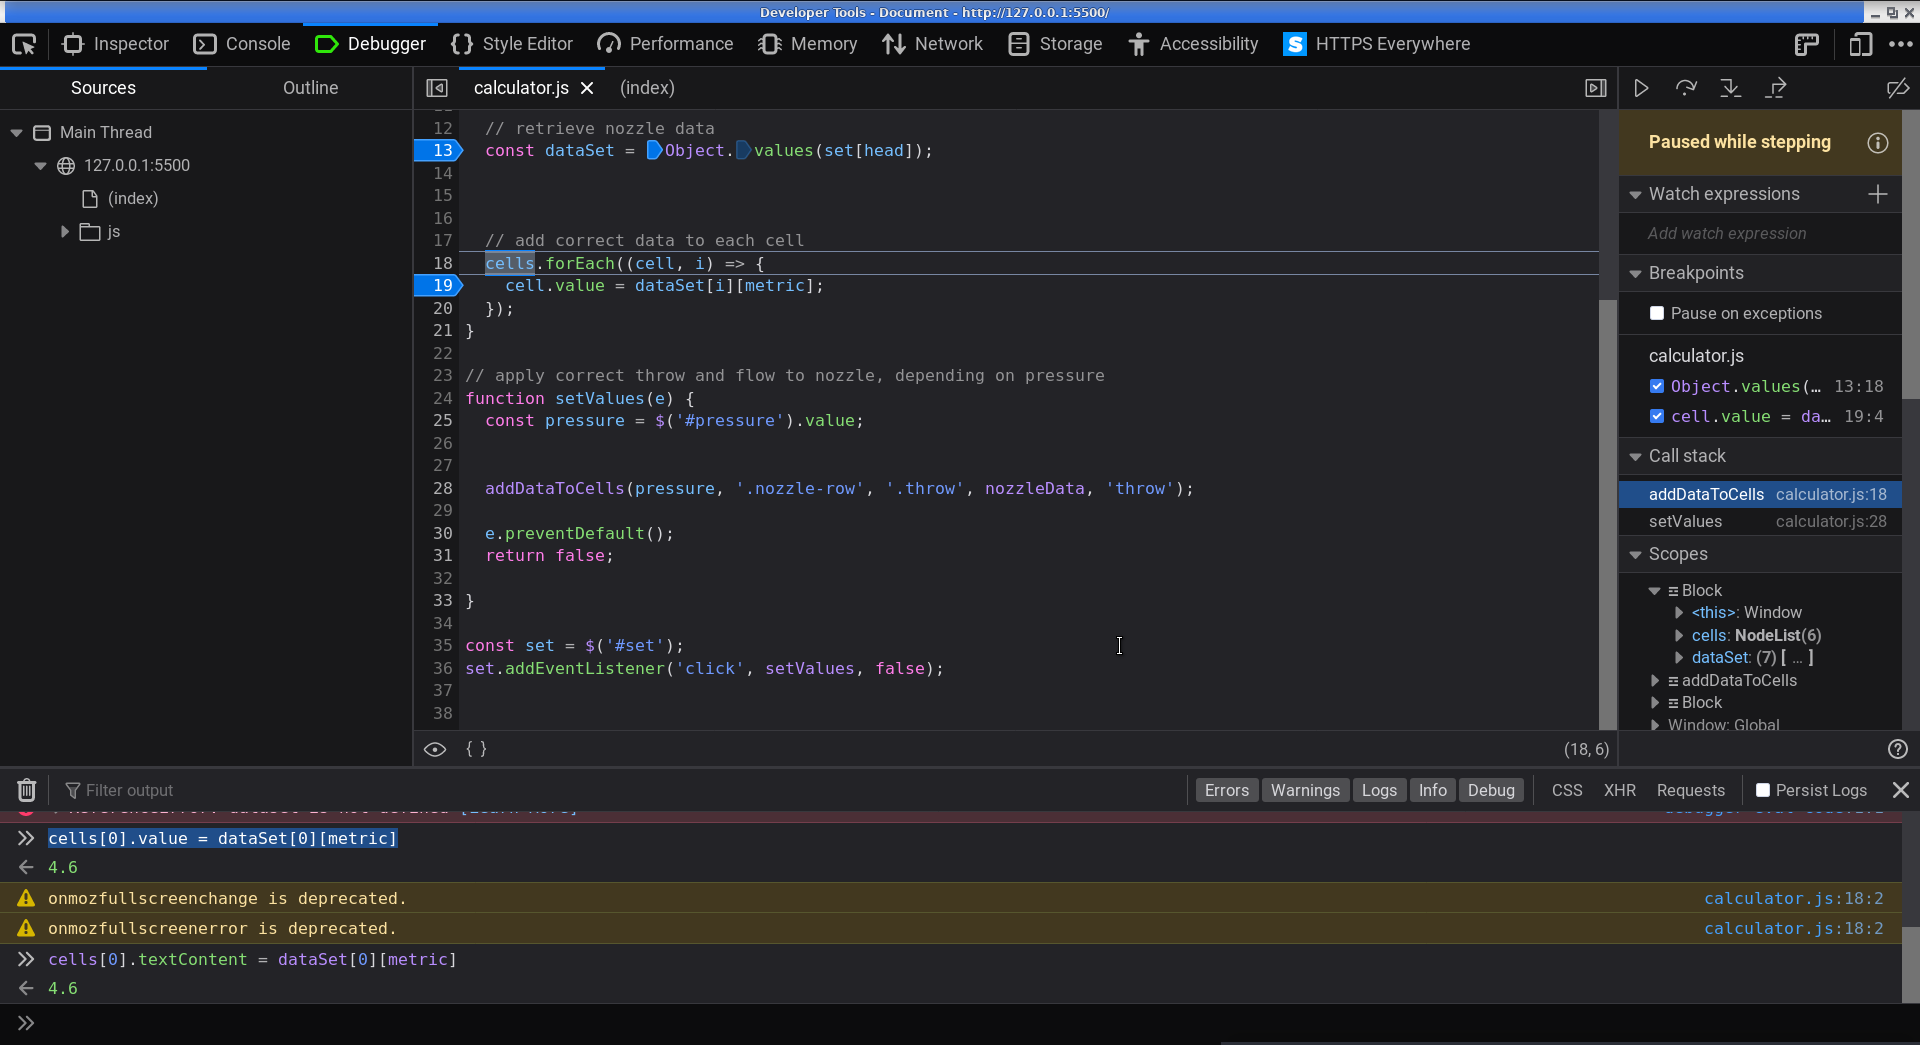 Developer Tools - Document - http://127.0.0.1:5500/
Inspector Console Debugger Style Editor Performance Memory Network Storage Accessibility HTTPS Everywhere
Sources Outline
Main Thread
127.0.0.1:5500
(index)
js
calculator.js (index)
12 // retrieve nozzle data
13 const dataSet = Object.values(set[head]);
14
15
16
17 // add correct data to each cell
18 cells.forEach((cell, i) => {
19 cell.value = dataSet[i][metric];
20 });
21 }
22
23 // apply correct throw and flow to nozzle, depending on pressure
24 function setValues(e) {
25 const pressure = $('#pressure').value;
26
27
28 addDataToCells(pressure, '.nozzle-row', '.throw', nozzleData, 'throw');
29
30 e.preventDefault();
31 return false;
32
33 }
34
35 const set = $('#set');
36 set.addEventListener('click', setValues, false);
37
38
{ } (18, 6)
Paused while stepping
Watch expressions
Add watch expression
Breakpoints
Pause on exceptions
calculator.js
Object.values(… 13:18
cell.value = da… 19:4
Call stack
addDataToCells calculator.js:18
setValues calculator.js:28
Scopes
Block
<this>: Window
cells: NodeList(6)
dataSet: (7) [ … ]
addDataToCells
Block
Window: Global
Filter output Errors Warnings Logs Info Debug CSS XHR Requests Persist Logs
cells[0].value = dataSet[0][metric]
4.6
onmozfullscreenchange is deprecated. calculator.js:18:2
onmozfullscreenerror is deprecated. calculator.js:18:2
cells[0].textContent = dataSet[0][metric]
4.6